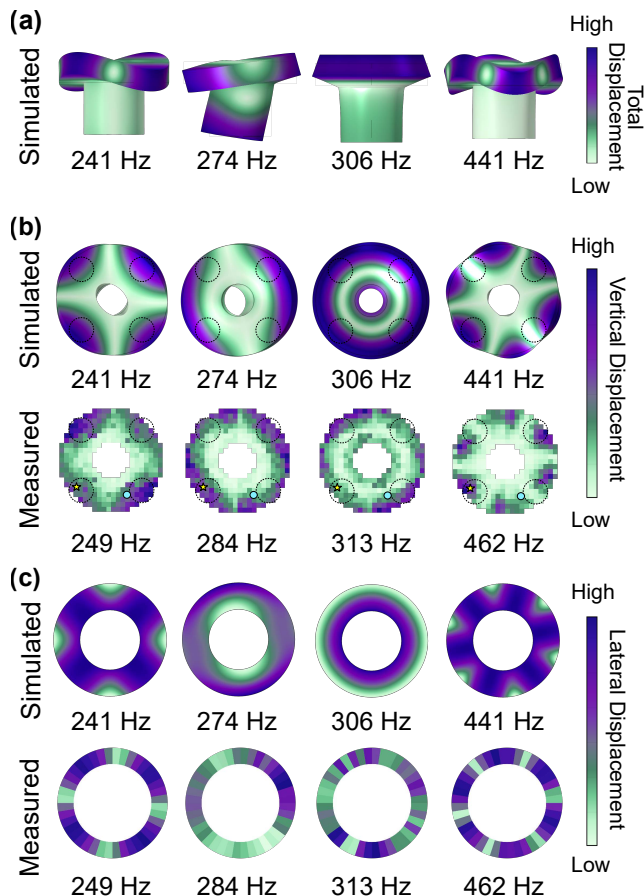 (a)
Simulated
241 Hz
274 Hz
306 Hz
441 Hz
High
Total
Displacement
Low
(b)
Simulated
241 Hz
274 Hz
306 Hz
441 Hz
High
Vertical Displacement
Measured
249 Hz
284 Hz
313 Hz
462 Hz
Low
(c)
Simulated
241 Hz
274 Hz
306 Hz
441 Hz
High
Lateral Displacement
Measured
249 Hz
284 Hz
313 Hz
462 Hz
Low